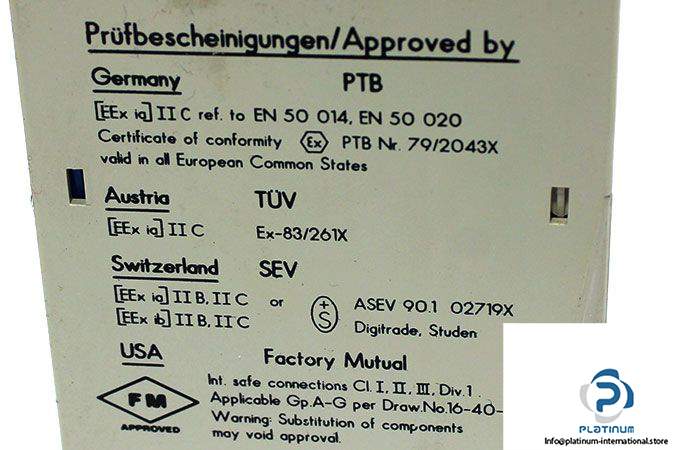 Prüfbescheinigungen/Approved by
Germany PTB
[EEx ia] II C ref. to EN 50 014, EN 50 020
Certificate of conformity Ex PTB Nr. 79/2043X
valid in all European Common States
Austria TÜV
[EEx ia] II C Ex-83/261X
Switzerland SEV
[EEx ia] II B, II C or +S ASEV 90.1 02719X
[EEx ib] II B, II C Digitrade, Studen
USA Factory Mutual
Int. safe connections Cl. I, II, III, Div.1.
FM Applicable Gp.A-G per Draw.No.16-40-
APPROVED Warning: Substitution of components
may void approval.
PLATINUM
Info@platinum-international.store